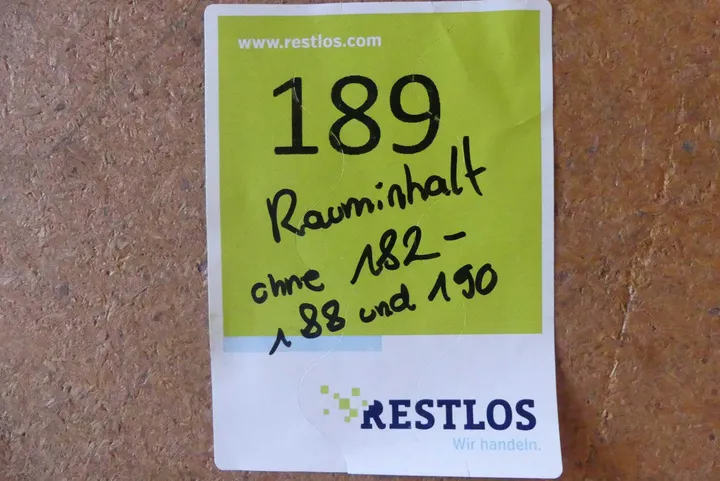 www.restlos.com
189
Rauminhalt
ohne 182-
188 und 190
RESTLOS
Wir handeln.